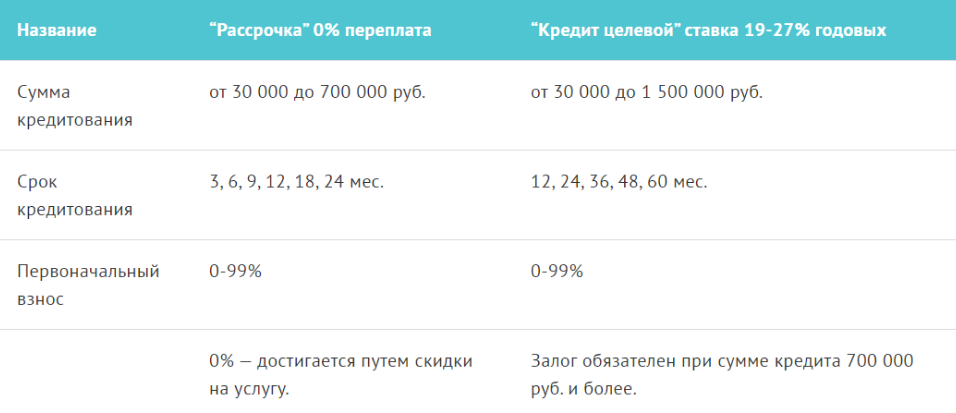 Название
“Рассрочка” 0% переплата
“Кредит целевой” ставка 19-27% годовых
Сумма
кредитования
от 30 000 до 700 000 руб.
от 30 000 до 1 500 000 руб.
Срок
кредитования
3, 6, 9, 12, 18, 24 мес.
12, 24, 36, 48, 60 мес.
Первоначальный
взнос
0-99%
0-99%
0% — достигается путем скидки
на услугу.
Залог обязателен при сумме кредита 700 000
руб. и более.